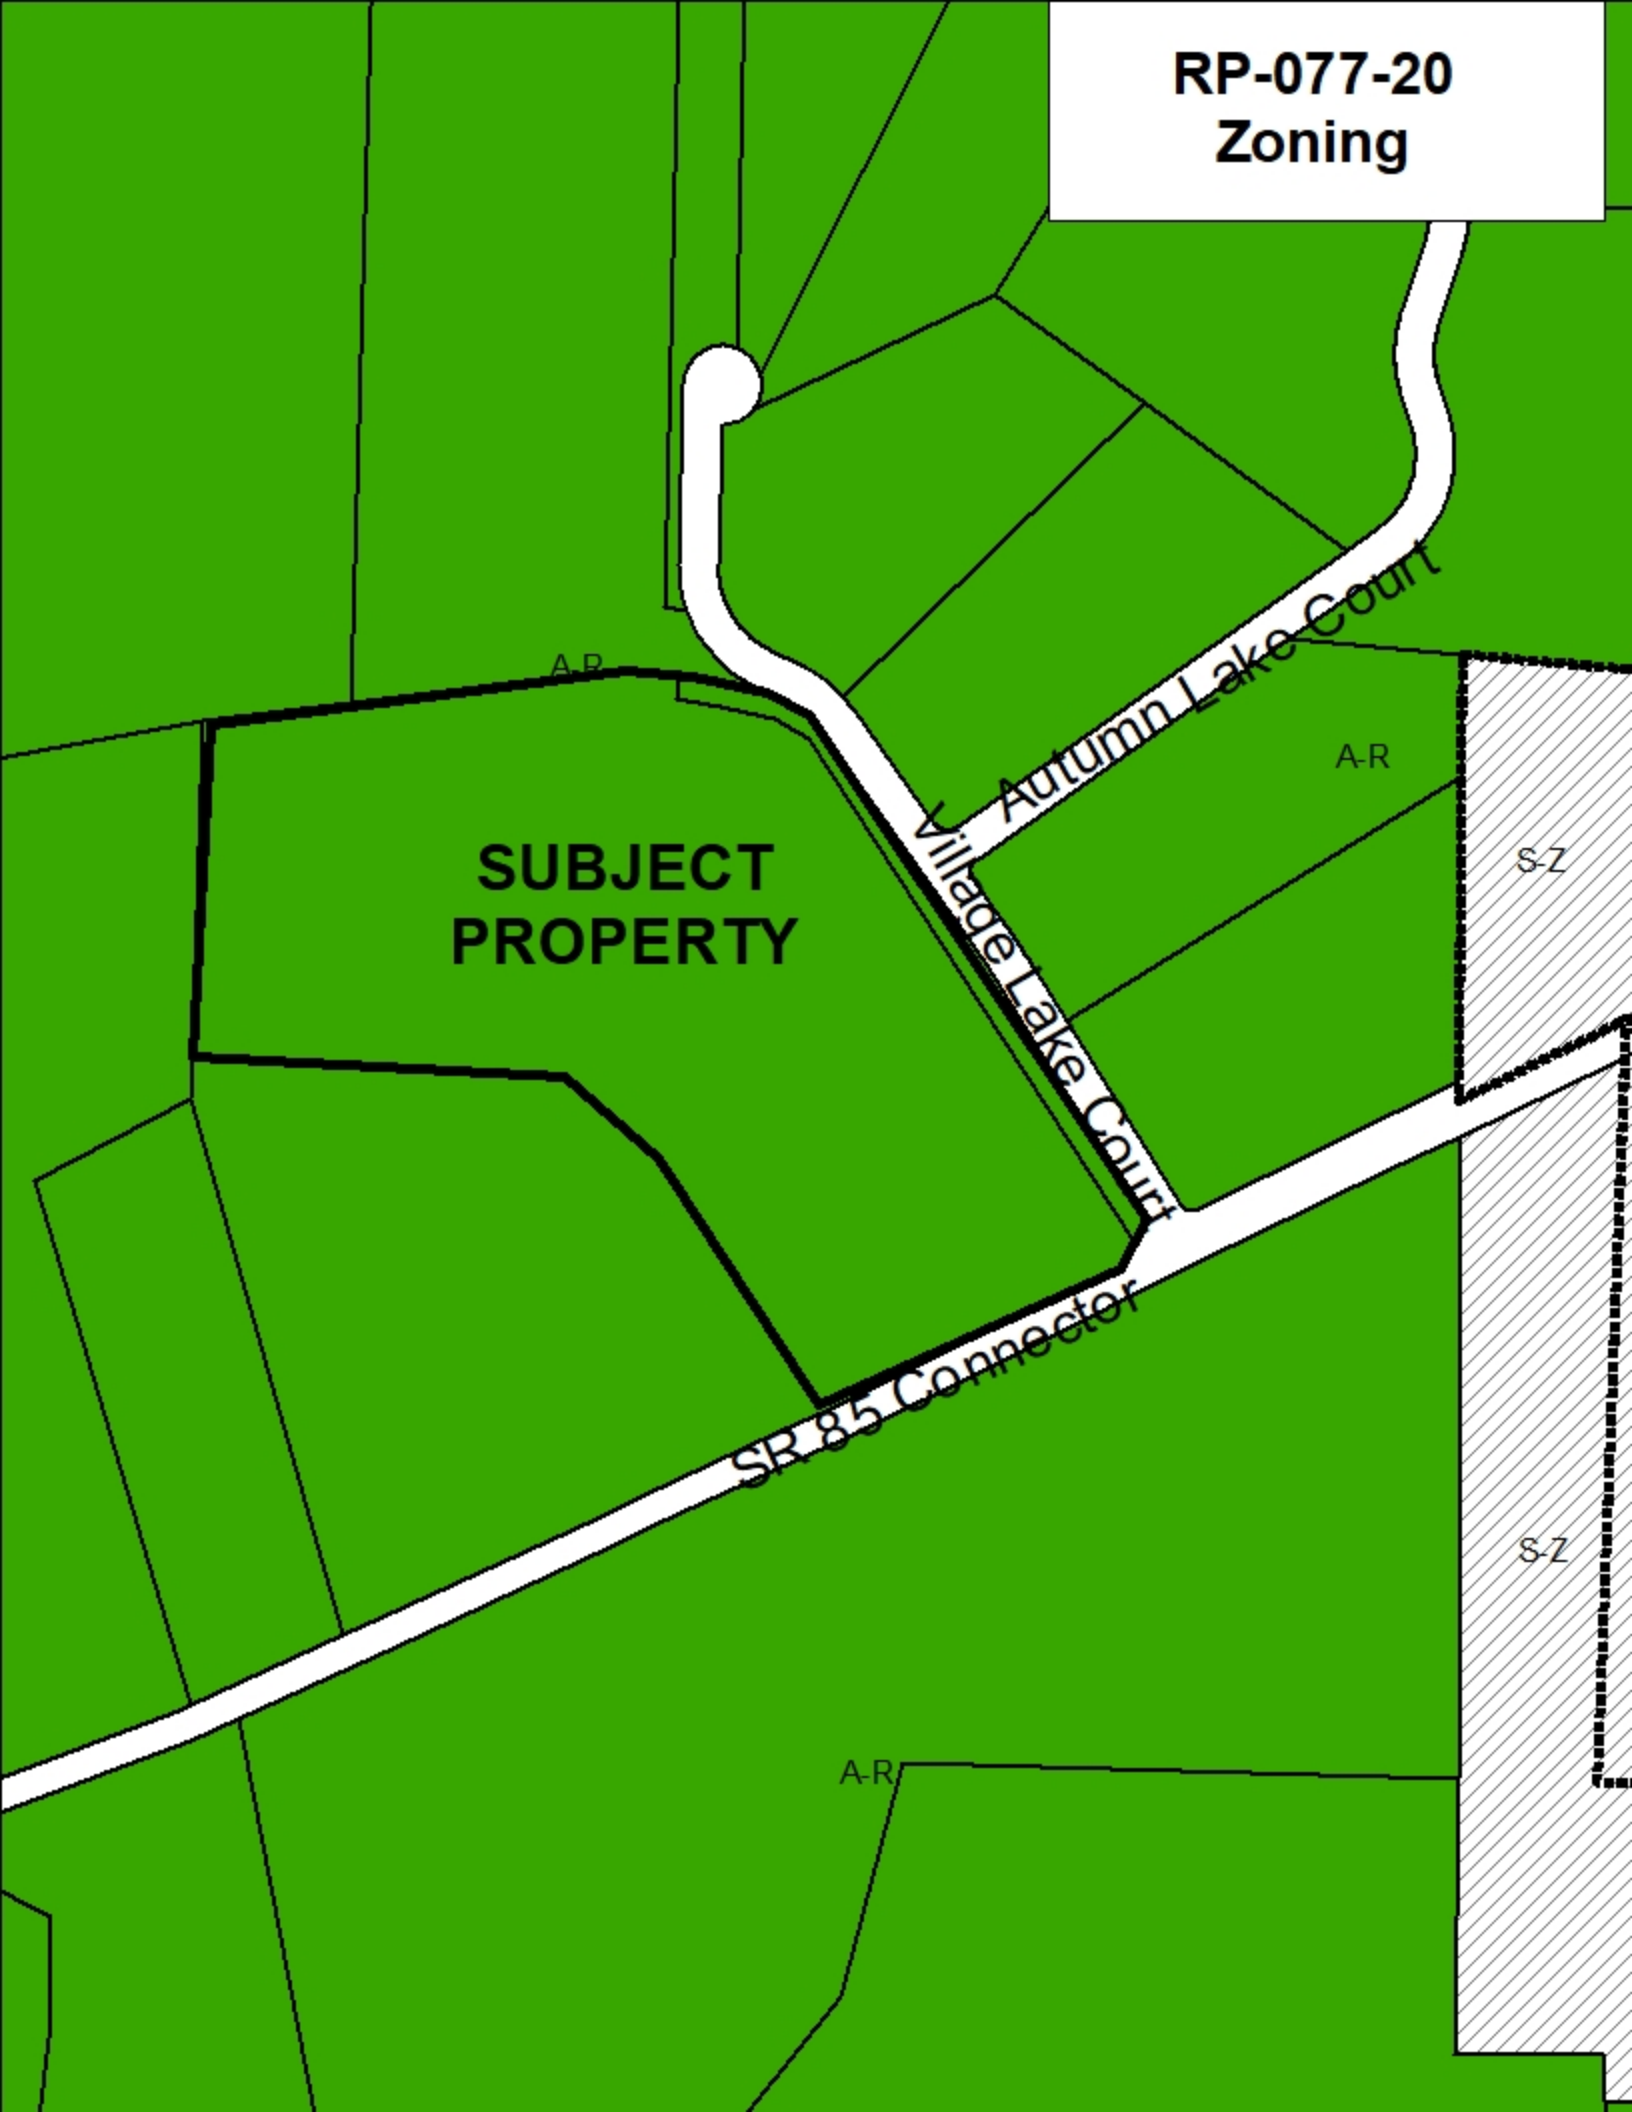 RP-077-20
Zoning
A-R
Autumn Lake Court
A-R
SUBJECT
PROPERTY
Village Lake Court
S-Z
SR 85 Connector
S-Z
A-R